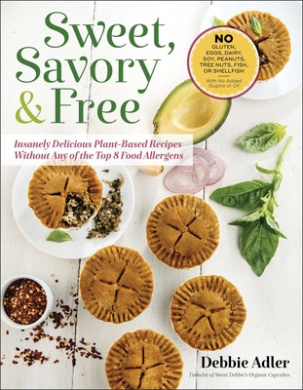 Sweet,
Savory
& Free
NO
GLUTEN,
EGGS, DAIRY,
SOY, PEANUTS,
TREE NUTS, FISH,
OR SHELLFISH
With No Added
Sugars or Oil
Insanely Delicious Plant-Based Recipes
Without Any of the Top 8 Food Allergens
Debbie Adler
Founder of Sweet Debbie's Organic Cupcakes